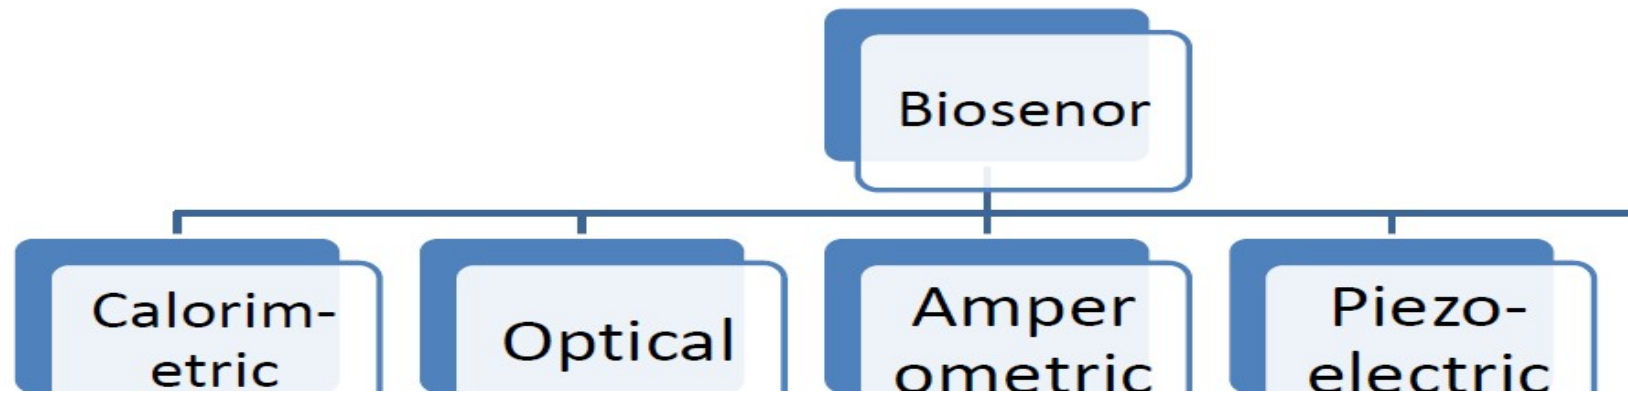 Biosenor
Calorim-
etric
Optical
Amper
ometric
Piezo-
electric